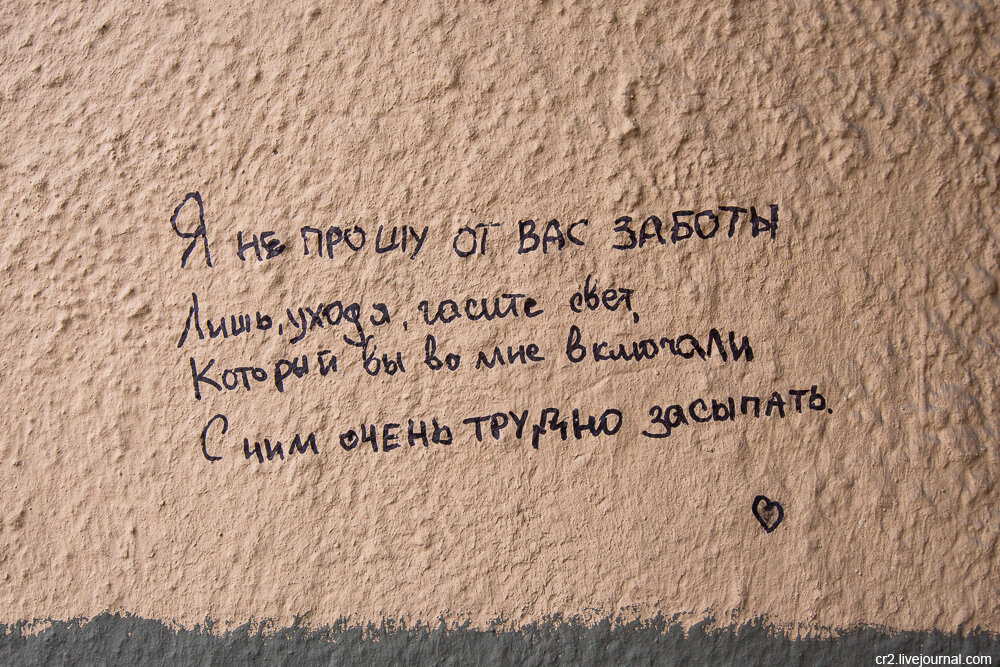 Я НЕ ПРОШУ ОТ ВАС ЗАБОТЫ
Лишь, уходя, гасите свет,
Который вы во мне включали
С ним очень трудно засыпать.
cr2.livejournal.com